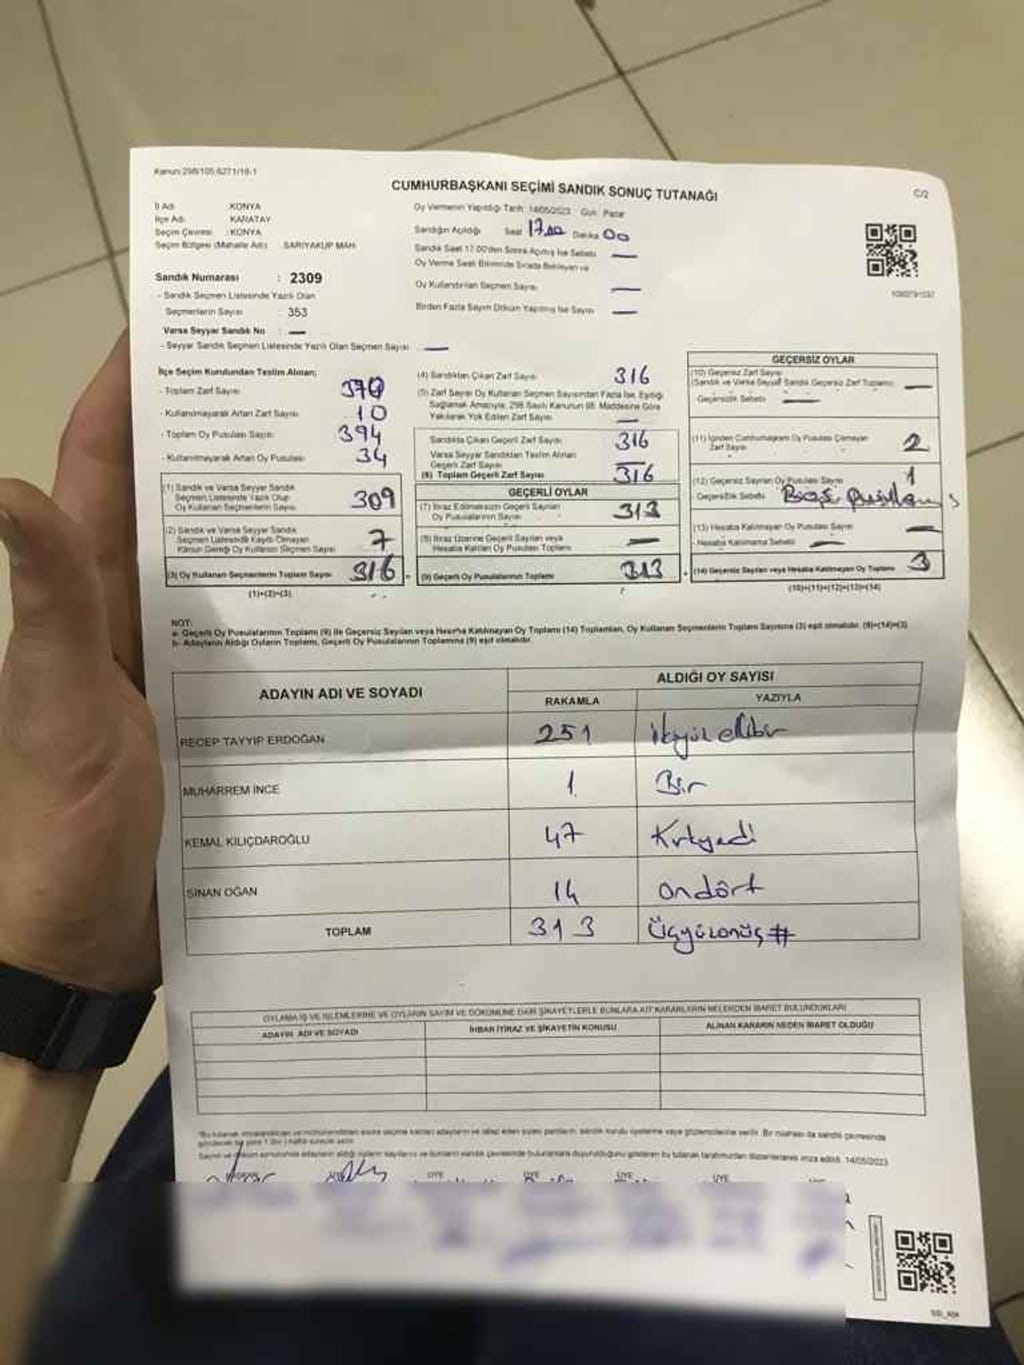 Kanun:298/105.6271/18-1
CUMHURBAŞKANI SEÇİMİ SANDIK SONUÇ TUTANAĞI
C/2
İl Adı KONYA
İlçe Adı KARATAY
Seçim Çevresi : KONYA
Seçim Bölgesi (Mahalle Adı) SARIYAKUP MAH.
Oy Vermenin Yapıldığı Tarih: 14/05/2023 Gün: Pazar
Sandığın Açıldığı Saat 17.00 Dakika 00
Sandık Saat 17.00'den Sonra Açılmış İse Sebebi —
Oy Verme Saati Bitiminde Sırada Bekleyen ve
Oy Kullandırılan Seçmen Sayısı —
Birden Fazla Sayım Döküm Yapılmış İse Sayısı —
Sandık Numarası : 2309
- Sandık Seçmen Listesinde Yazılı Olan
Seçmenlerin Sayısı : 353
Varsa Seyyar Sandık No : —
- Seyyar Sandık Seçmen Listesinde Yazılı Olan Seçmen Sayısı —
İlçe Seçim Kurulundan Teslim Alınan;
- Toplam Zarf Sayısı
- Kullanılmayarak Artan Zarf Sayısı 10
- Toplam Oy Pusulası Sayısı 394
- Kullanılmayarak Artan Oy Pusulası 34
(1) Sandık ve Varsa Seyyar Sandık
Seçmen Listesinde Yazılı Olup
Oy Kullanan Seçmenlerin Sayısı 309
(2) Sandık ve Varsa Seyyar Sandık
Seçmen Listesinde Kayıtlı Olmayan
Kanun Gereği Oy Kullanan Seçmen Sayısı 7
(3) Oy Kullanan Seçmenlerin Toplam Sayısı 316
(1)+(2)=(3)
(4) Sandıktan Çıkan Zarf Sayısı 316
(5) Zarf Sayısı Oy Kullanan Seçmen Sayısından Fazla İse, Eşitliği
Sağlamak Amacıyla, 298 Sayılı Kanunun 98. Maddesine Göre
Yakılarak Yok Edilen Zarf Sayısı —
Sandıkta Çıkan Geçerli Zarf Sayısı 316
Varsa Seyyar Sandıktan Teslim Alınan
Geçerli Zarf Sayısı —
(6) Toplam Geçerli Zarf Sayısı 316
GEÇERLİ OYLAR
(7) İtiraz Edilmeksizin Geçerli Sayılan
Oy Pusulalarının Sayısı 313
(8) İtiraz Üzerine Geçerli Sayılan veya
Hesaba Katılan Oy Pusulası Toplamı —
(9) Geçerli Oy Pusulalarının Toplamı 313
GEÇERSİZ OYLAR
(10) Geçersiz Zarf Sayısı
(Sandık ve Varsa Seyyar Sandık Geçersiz Zarf Toplamı) —
- Geçersizlik Sebebi: —
(11) İçinden Cumhurbaşkanı Oy Pusulası Çıkmayan
Zarf Sayısı 2
(12) Geçersiz Sayılan Oy Pusulası Sayısı 1
- Geçersizlik Sebebi:
(13) Hesaba Katılmayan Oy Pusulası Sayısı —
- Hesaba Katılmama Sebebi: —
(14) Geçersiz Sayılan veya Hesaba Katılmayan Oy Toplamı 3
(10)+(11)+(12)+(13)=(14)
NOT:
a- Geçerli Oy Pusulalarının Toplamı (9) ile Geçersiz Sayılan veya Hesaba Katılmayan Oy Toplamı (14) Toplamları, Oy Kullanan Seçmenlerin Toplam Sayısına (3) eşit olmalıdır. (9)+(14)=(3)
b- Adayların Aldığı Oyların Toplamı, Geçerli Oy Pusulalarının Toplamına (9) eşit olmalıdır.
ADAYIN ADI VE SOYADI ALDIĞI OY SAYISI
RAKAMLA YAZIYLA
RECEP TAYYIP ERDOĞAN 251 ikiyüz ellibir
MUHARREM İNCE 1 Bir
KEMAL KILIÇDAROĞLU 47 Kırkyedi
SİNAN OĞAN 14 ondört
TOPLAM 313 Üçyüzonüç #
OYLAMA İŞ VE İŞLEMLERİNE VE OYLARIN SAYIM VE DÖKÜMÜNE DAİR ŞİKAYETLERLE BUNLARA AİT KARARLARIN NELERDEN İBARET BULUNDUKLARI
ADAYIN ADI VE SOYADI İHBAR İTİRAZ VE ŞİKAYETİN KONUSU ALINAN KARARIN NEDEN İBARET OLDUĞU
14/05/2023
ÜYE ÜYE ÜYE ÜYE